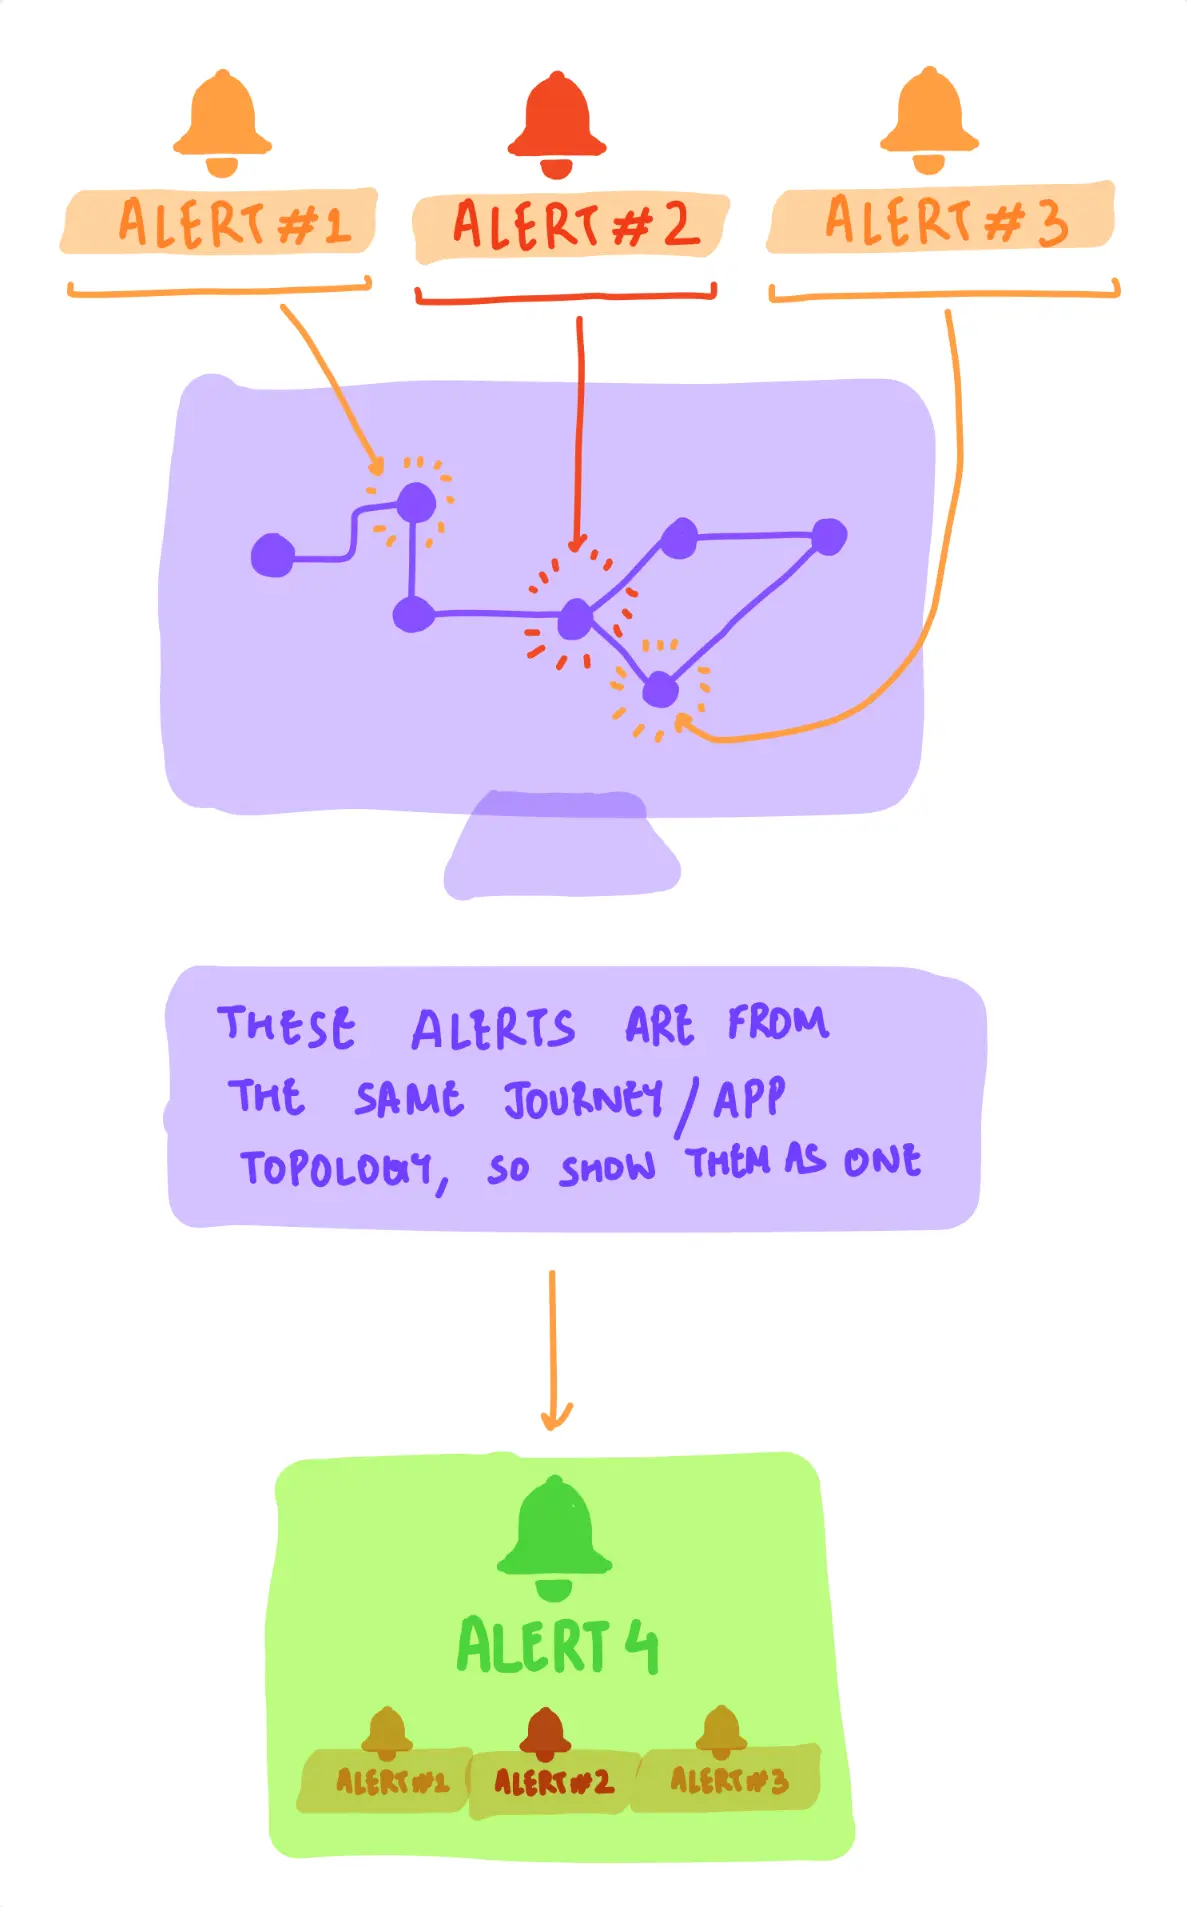 ALERT #1
ALERT #2
ALERT #3
THESE ALERTS ARE FROM
THE SAME JOURNEY/APP
TOPOLOGY, SO SHOW THEM AS ONE
ALERT 4
ALERT#1
ALERT#2
ALERT#3